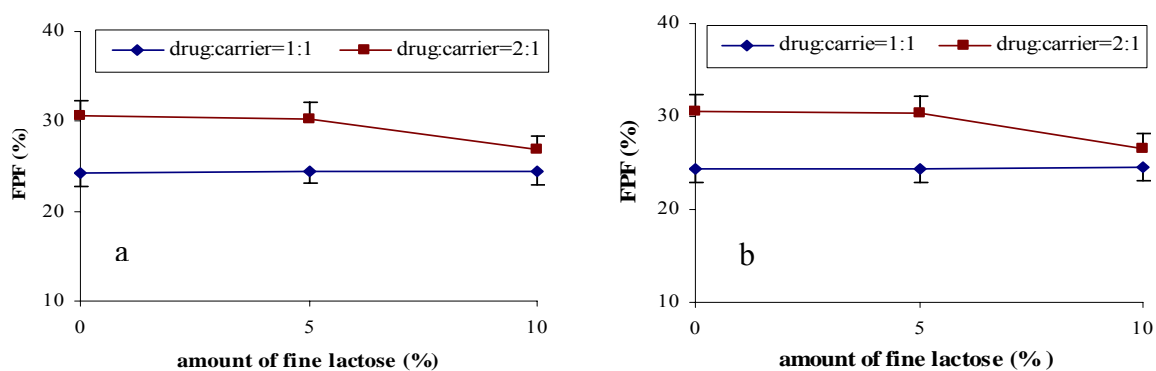 40
drug:carrier=1:1
drug:carrier=2:1
30
FPF (%)
20
a
10
0
5
10
amount of fine lactose (%)
40
drug:carrie=1:1
drug:carrier=2:1
30
FPF (%)
20
b
10
0
5
10
amount of fine lactose (% )